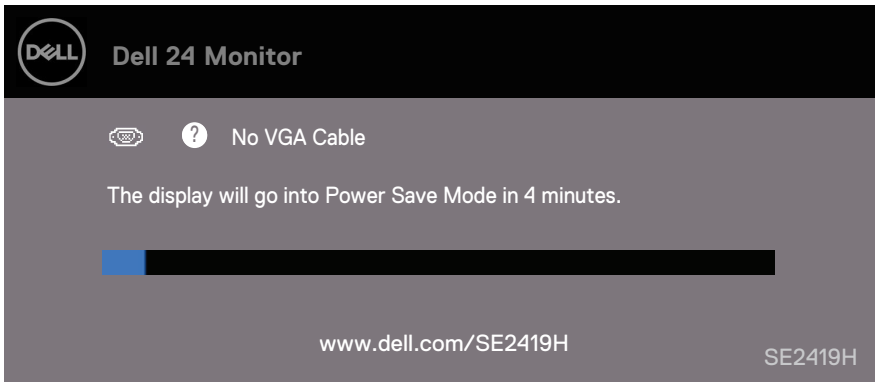 DELL
Dell 24 Monitor
? No VGA Cable
The display will go into Power Save Mode in 4 minutes.
www.dell.com/SE2419H
SE2419H